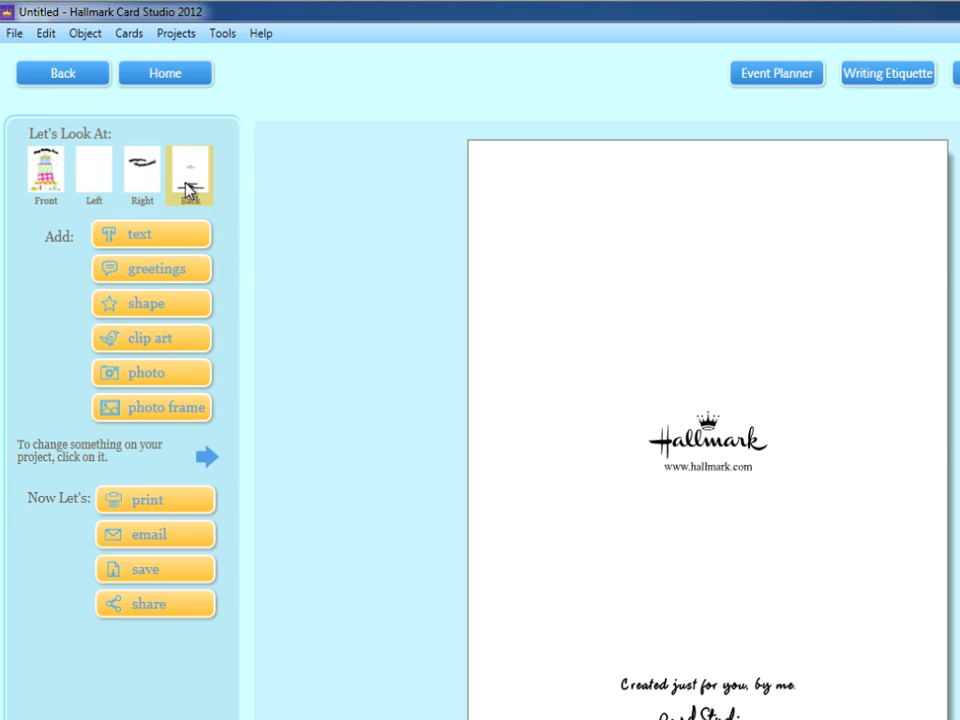 Untitled - Hallmark Card Studio 2012
File Edit Object Cards Projects Tools Help
Back Home Event Planner Writing Etiquette
Let's Look At:
Front Left Right Back
Add: text
greetings
shape
clip art
photo
photo frame
To change something on your
project, click on it.
Now Let's: print
email
save
share
Hallmark
www.hallmark.com
Created just for you, by me.